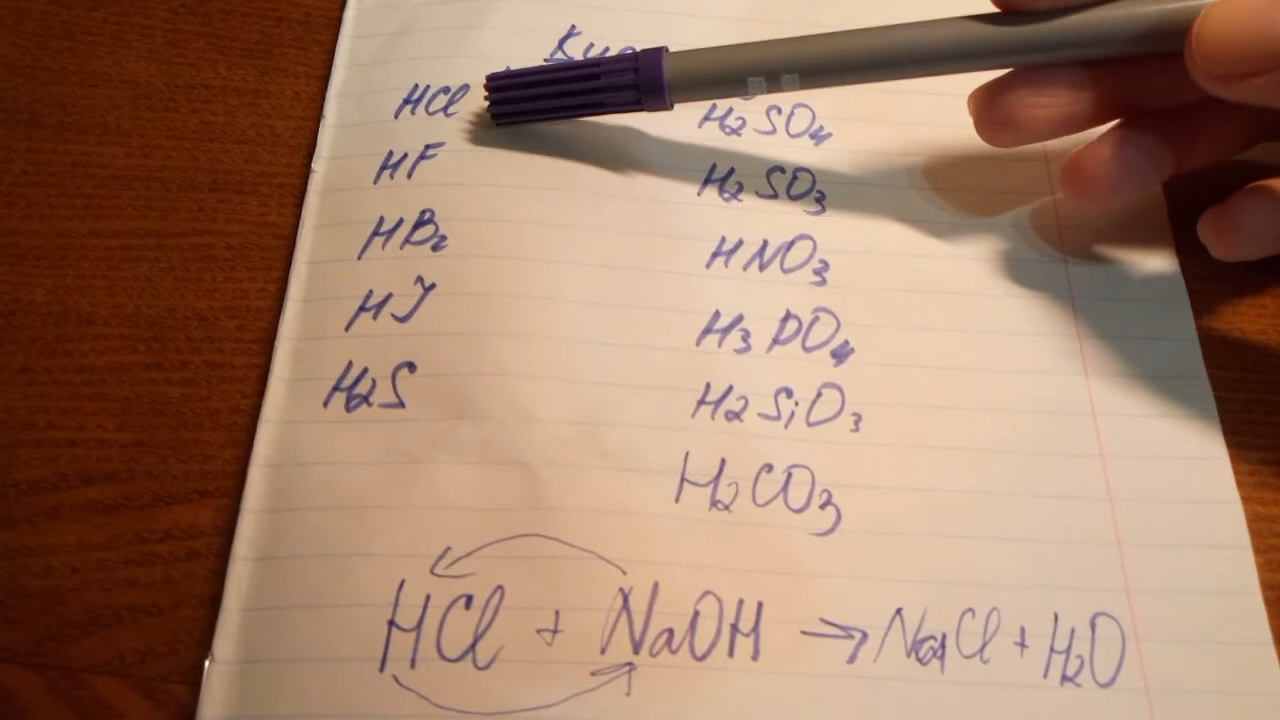 HCl
HF
HBr
HJ
H2S
H2SO4
H2SO3
HNO3
H3PO4
H2SiO3
H2CO3
HCl + NaOH → NaCl + H2O